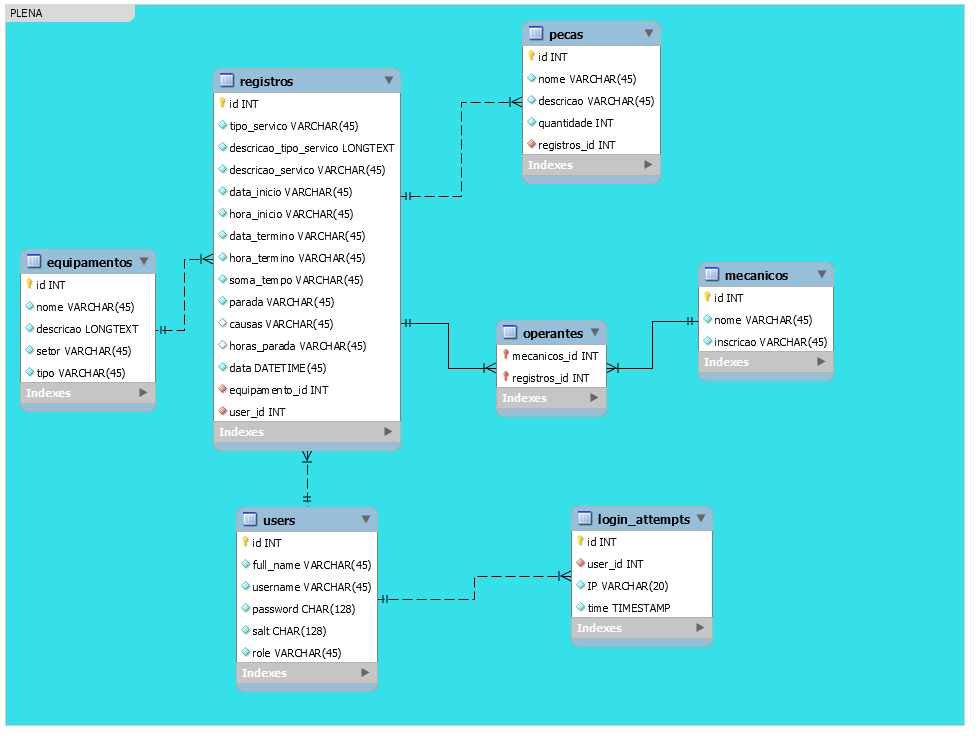 PLENA
pecas
id INT
nome VARCHAR(45)
descricao VARCHAR(45)
quantidade INT
registros_id INT
Indexes
registros
id INT
tipo_servico VARCHAR(45)
descricao_tipo_servico LONGTEXT
descricao_servico VARCHAR(45)
data_inicio VARCHAR(45)
hora_inicio VARCHAR(45)
data_termino VARCHAR(45)
hora_termino VARCHAR(45)
soma_tempo VARCHAR(45)
parada VARCHAR(45)
causas VARCHAR(45)
horas_parada VARCHAR(45)
data DATETIME(45)
equipamento_id INT
user_id INT
Indexes
equipamentos
id INT
nome VARCHAR(45)
descricao LONGTEXT
setor VARCHAR(45)
tipo VARCHAR(45)
Indexes
mecanicos
id INT
nome VARCHAR(45)
inscricao VARCHAR(45)
Indexes
operantes
mecanicos_id INT
registros_id INT
Indexes
users
id INT
full_name VARCHAR(45)
username VARCHAR(45)
password CHAR(128)
salt CHAR(128)
role VARCHAR(45)
Indexes
login_attempts
id INT
user_id INT
IP VARCHAR(20)
time TIMESTAMP
Indexes